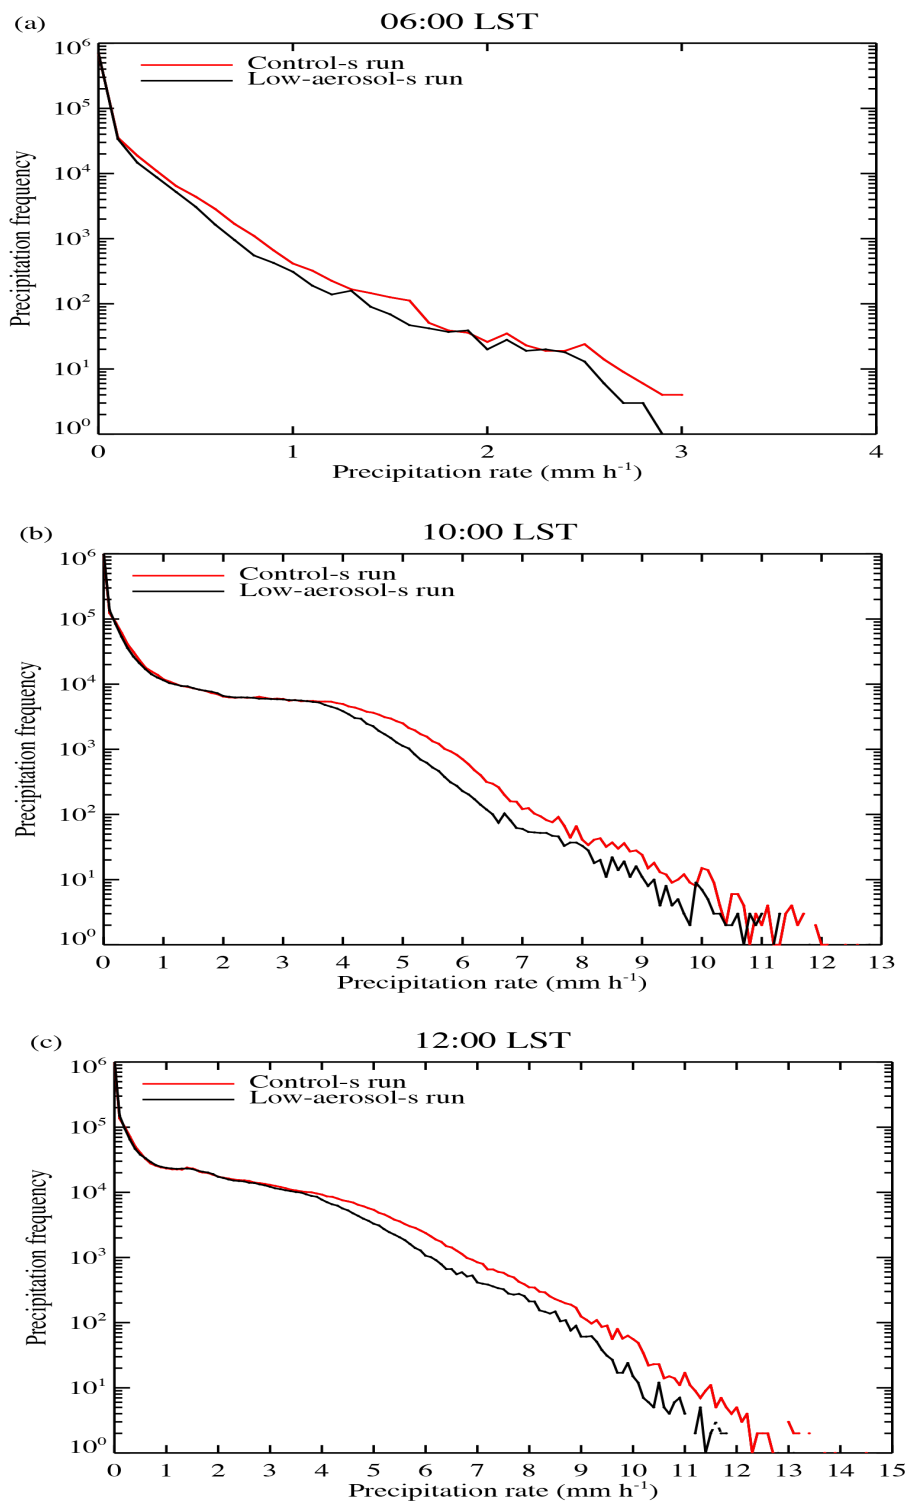 (a) 06:00 LST
10⁶
Control-s run
Low-aerosol-s run
10⁵
10⁴
10³
10²
10¹
10⁰
Precipitation frequency
0 1 2 3 4
Precipitation rate (mm h⁻¹)
(b) 10:00 LST
10⁶
Control-s run
Low-aerosol-s run
10⁵
10⁴
10³
10²
10¹
10⁰
Precipitation frequency
0 1 2 3 4 5 6 7 8 9 10 11 12 13
Precipitation rate (mm h⁻¹)
(c) 12:00 LST
10⁶
Control-s run
Low-aerosol-s run
10⁵
10⁴
10³
10²
10¹
10⁰
Precipitation frequency
0 1 2 3 4 5 6 7 8 9 10 11 12 13 14 15
Precipitation rate (mm h⁻¹)